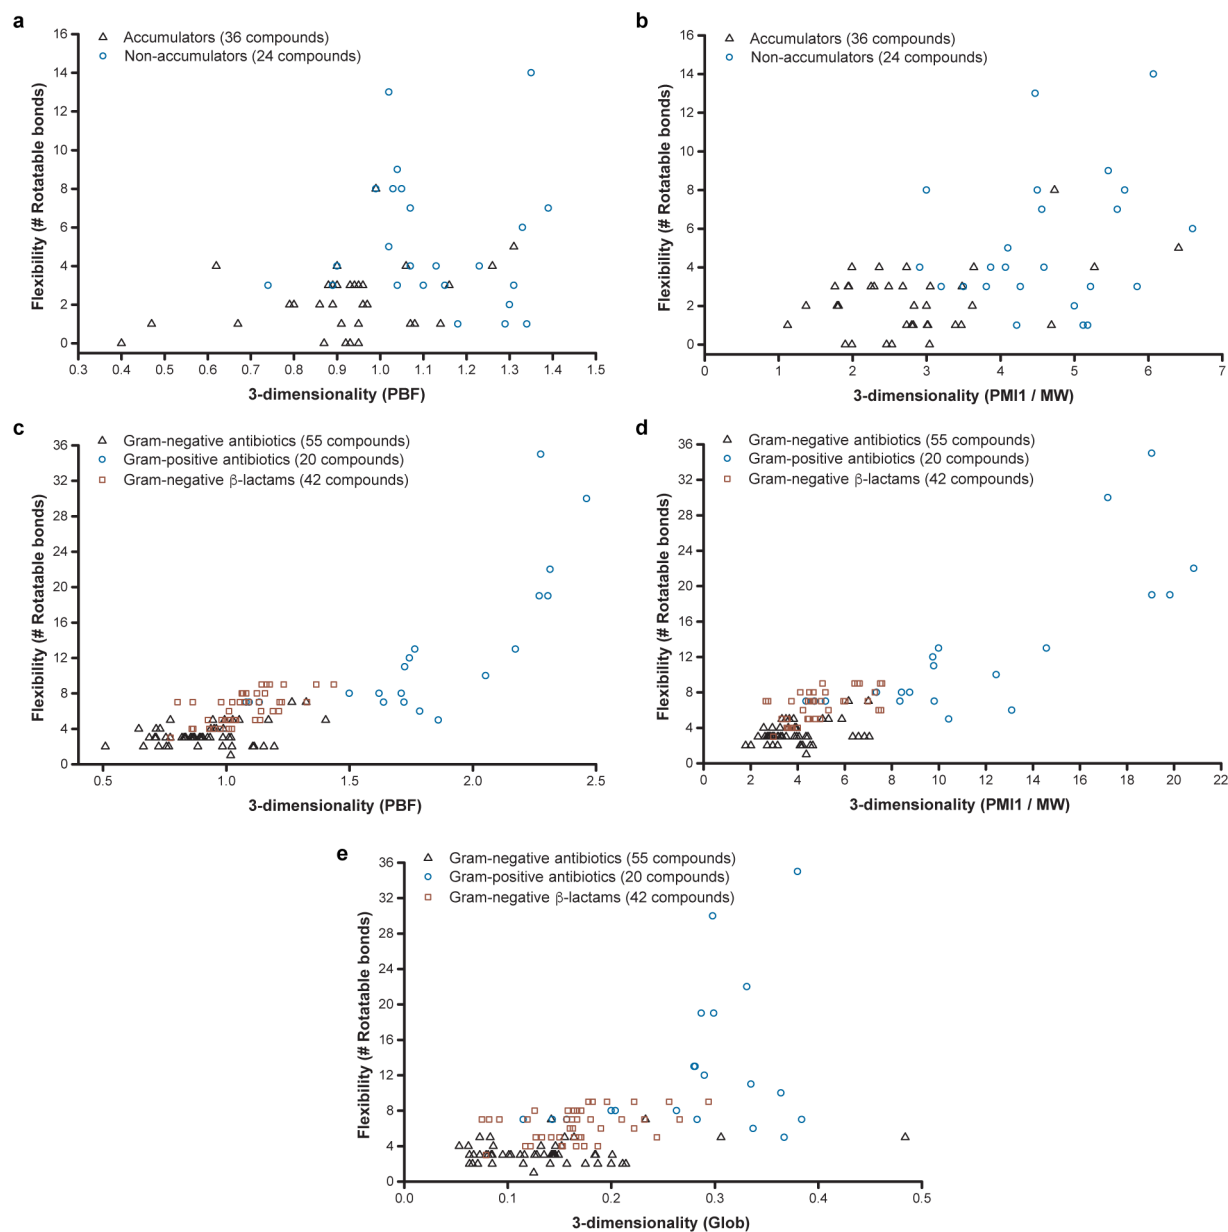 a
Accumulators (36 compounds)
Non-accumulators (24 compounds)
Flexibility (# Rotatable bonds)
16
14
12
10
8
6
4
2
0
0.3 0.4 0.5 0.6 0.7 0.8 0.9 1.0 1.1 1.2 1.3 1.4 1.5
3-dimensionality (PBF)
b
Accumulators (36 compounds)
Non-accumulators (24 compounds)
Flexibility (# Rotatable bonds)
16
14
12
10
8
6
4
2
0
0 1 2 3 4 5 6 7
3-dimensionality (PMI1 / MW)
c
Gram-negative antibiotics (55 compounds)
Gram-positive antibiotics (20 compounds)
Gram-negative β-lactams (42 compounds)
Flexibility (# Rotatable bonds)
36
32
28
24
20
16
12
8
4
0
0.5 1.0 1.5 2.0 2.5
3-dimensionality (PBF)
d
Gram-negative antibiotics (55 compounds)
Gram-positive antibiotics (20 compounds)
Gram-negative β-lactams (42 compounds)
Flexibility (# Rotatable bonds)
36
32
28
24
20
16
12
8
4
0
0 2 4 6 8 10 12 14 16 18 20 22
3-dimensionality (PMI1 / MW)
e
Gram-negative antibiotics (55 compounds)
Gram-positive antibiotics (20 compounds)
Gram-negative β-lactams (42 compounds)
Flexibility (# Rotatable bonds)
36
32
28
24
20
16
12
8
4
0
0.0 0.1 0.2 0.3 0.4 0.5
3-dimensionality (Glob)